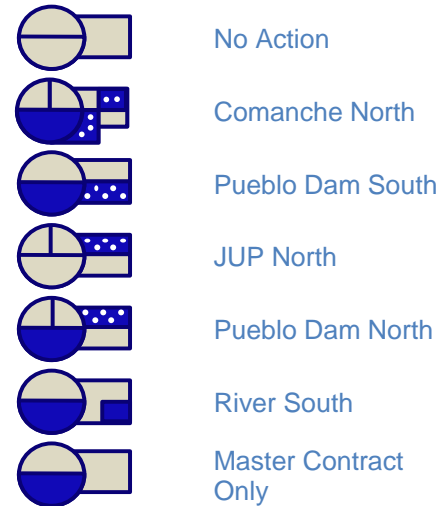 No Action
Comanche North
Pueblo Dam South
JUP North
Pueblo Dam North
River South
Master Contract
Only